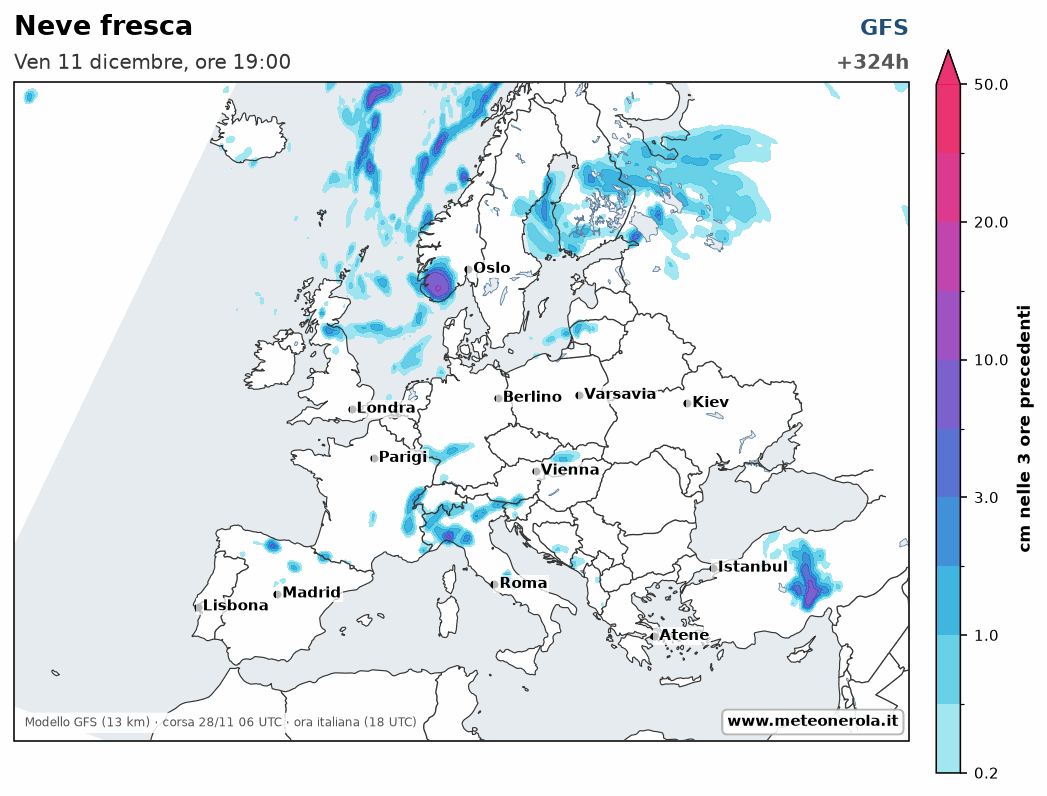 Neve fresca
GFS
Ven 11 dicembre, ore 19:00
+324h
50.0
20.0
10.0
3.0
1.0
0.2
cm nelle 3 ore precedenti
Oslo
Berlino
Varsavia
Kiev
Londra
Parigi
Vienna
Istanbul
Roma
Madrid
Lisbona
Atene
Modello GFS (13 km) · corsa 28/11 06 UTC · ora italiana (18 UTC)
www.meteonerola.it